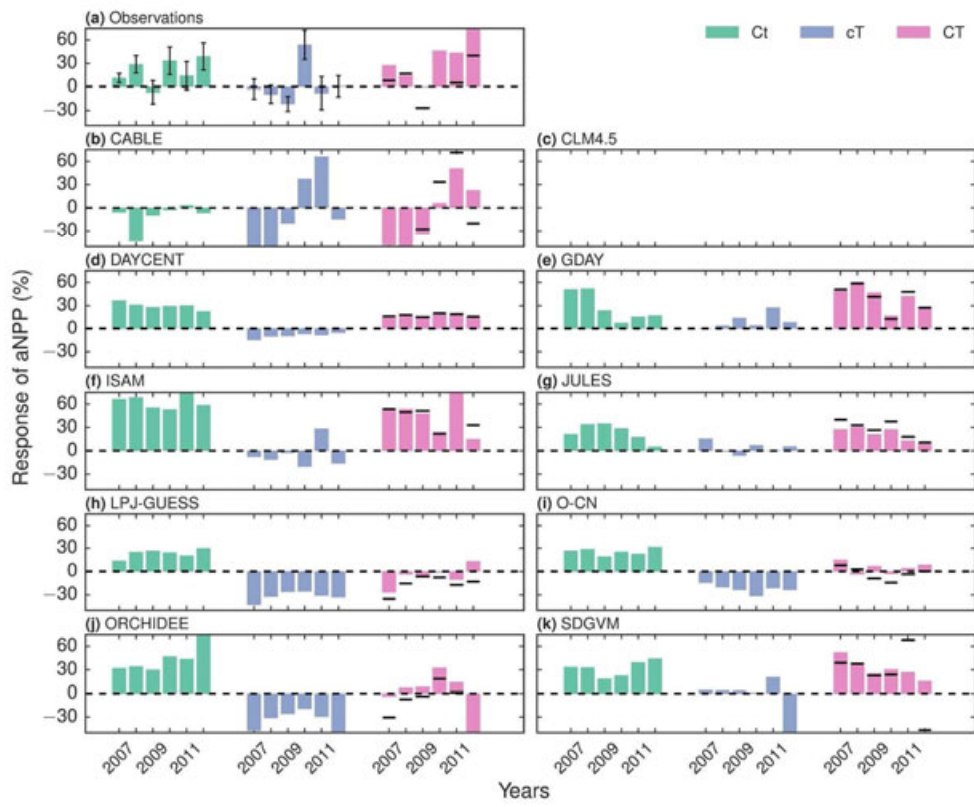 (a) Observations
Ct cT CT
60
30
0
−30
(b) CABLE (c) CLM4.5
60
30
0
−30
(d) DAYCENT (e) GDAY
60
30
0
−30
(f) ISAM (g) JULES
60
30
0
−30
(h) LPJ-GUESS (i) O-CN
60
30
0
−30
(j) ORCHIDEE (k) SDGVM
60
30
0
−30
Response of aNPP (%)
2007 2009 2011 2007 2009 2011 2007 2009 2011 2007 2009 2011 2007 2009 2011 2007 2009 2011
Years